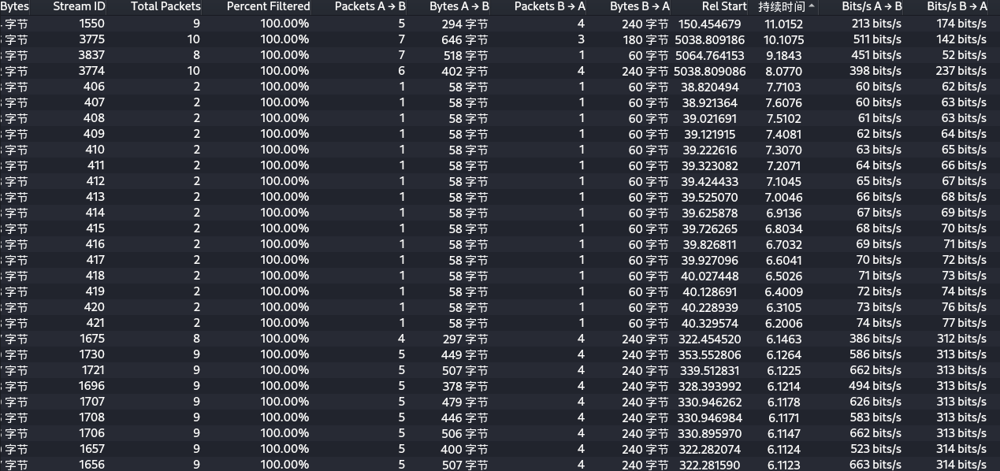 Bytes Stream ID Total Packets Percent Filtered Packets A → B Bytes A → B Packets B → A Bytes B → A Rel Start 持续时间 Bits/s A → B Bits/s B → A
字节 1550 9 100.00% 5 294 字节 4 240 字节 150.454679 11.0152 213 bits/s 174 bits/s
字节 3775 10 100.00% 7 646 字节 3 180 字节 5038.809186 10.1075 511 bits/s 142 bits/s
字节 3837 8 100.00% 7 518 字节 1 60 字节 5064.764153 9.1843 451 bits/s 52 bits/s
字节 3774 10 100.00% 6 402 字节 4 240 字节 5038.809086 8.0770 398 bits/s 237 bits/s
字节 406 2 100.00% 1 58 字节 1 60 字节 38.820494 7.7103 60 bits/s 62 bits/s
字节 407 2 100.00% 1 58 字节 1 60 字节 38.921364 7.6076 60 bits/s 63 bits/s
字节 408 2 100.00% 1 58 字节 1 60 字节 39.021691 7.5102 61 bits/s 63 bits/s
字节 409 2 100.00% 1 58 字节 1 60 字节 39.121915 7.4081 62 bits/s 64 bits/s
字节 410 2 100.00% 1 58 字节 1 60 字节 39.222616 7.3070 63 bits/s 65 bits/s
字节 411 2 100.00% 1 58 字节 1 60 字节 39.323082 7.2071 64 bits/s 66 bits/s
字节 412 2 100.00% 1 58 字节 1 60 字节 39.424433 7.1045 65 bits/s 67 bits/s
字节 413 2 100.00% 1 58 字节 1 60 字节 39.525070 7.0046 66 bits/s 68 bits/s
字节 414 2 100.00% 1 58 字节 1 60 字节 39.625878 6.9136 67 bits/s 69 bits/s
字节 415 2 100.00% 1 58 字节 1 60 字节 39.726265 6.8034 68 bits/s 70 bits/s
字节 416 2 100.00% 1 58 字节 1 60 字节 39.826811 6.7032 69 bits/s 71 bits/s
字节 417 2 100.00% 1 58 字节 1 60 字节 39.927096 6.6041 70 bits/s 72 bits/s
字节 418 2 100.00% 1 58 字节 1 60 字节 40.027448 6.5026 71 bits/s 73 bits/s
字节 419 2 100.00% 1 58 字节 1 60 字节 40.128691 6.4009 72 bits/s 74 bits/s
字节 420 2 100.00% 1 58 字节 1 60 字节 40.228939 6.3105 73 bits/s 76 bits/s
字节 421 2 100.00% 1 58 字节 1 60 字节 40.329574 6.2006 74 bits/s 77 bits/s
字节 1675 8 100.00% 4 297 字节 4 240 字节 322.454520 6.1463 386 bits/s 312 bits/s
字节 1730 9 100.00% 5 449 字节 4 240 字节 353.552806 6.1264 586 bits/s 313 bits/s
字节 1721 9 100.00% 5 507 字节 4 240 字节 339.512831 6.1225 662 bits/s 313 bits/s
字节 1696 9 100.00% 5 378 字节 4 240 字节 328.393992 6.1214 494 bits/s 313 bits/s
字节 1707 9 100.00% 5 479 字节 4 240 字节 330.946262 6.1178 626 bits/s 313 bits/s
字节 1708 9 100.00% 5 446 字节 4 240 字节 330.946984 6.1171 583 bits/s 313 bits/s
字节 1706 9 100.00% 5 506 字节 4 240 字节 330.895970 6.1147 662 bits/s 313 bits/s
字节 1657 9 100.00% 5 400 字节 4 240 字节 322.282074 6.1124 523 bits/s 314 bits/s
字节 1656 9 100.00% 5 507 字节 4 240 字节 322.281590 6.1123 663 bits/s 314 bits/s